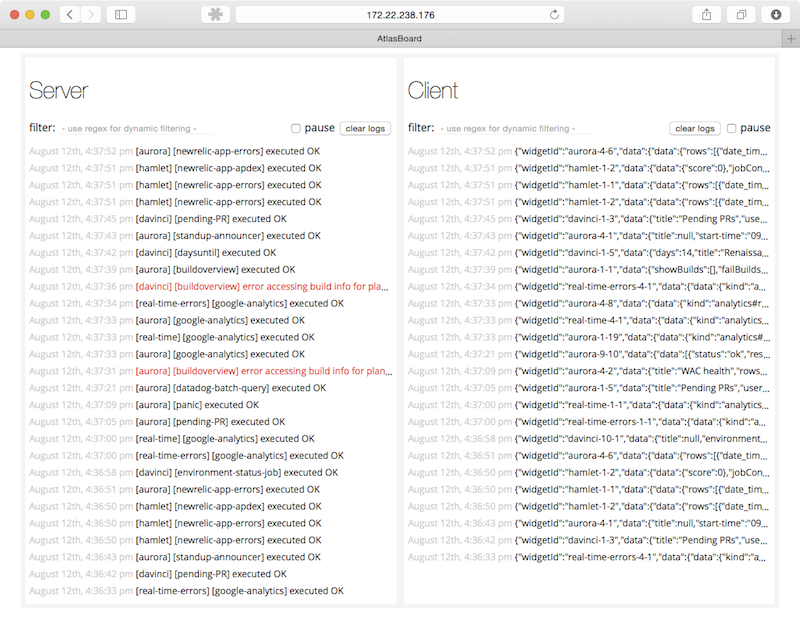 172.22.238.176
AtlasBoard
Server
filter: - use regex for dynamic filtering - pause clear logs
August 12th, 4:37:52 pm [aurora] [newrelic-app-errors] executed OK
August 12th, 4:37:51 pm [hamlet] [newrelic-app-apdex] executed OK
August 12th, 4:37:51 pm [hamlet] [newrelic-app-errors] executed OK
August 12th, 4:37:51 pm [hamlet] [newrelic-app-errors] executed OK
August 12th, 4:37:45 pm [davinci] [pending-PR] executed OK
August 12th, 4:37:43 pm [aurora] [standup-announcer] executed OK
August 12th, 4:37:42 pm [davinci] [daysuntil] executed OK
August 12th, 4:37:39 pm [aurora] [buildoverview] executed OK
August 12th, 4:37:36 pm [davinci] [buildoverview] error accessing build info for pla...
August 12th, 4:37:34 pm [real-time-errors] [google-analytics] executed OK
August 12th, 4:37:33 pm [aurora] [google-analytics] executed OK
August 12th, 4:37:33 pm [real-time] [google-analytics] executed OK
August 12th, 4:37:33 pm [aurora] [google-analytics] executed OK
August 12th, 4:37:31 pm [aurora] [buildoverview] error accessing build info for plan...
August 12th, 4:37:21 pm [aurora] [datadog-batch-query] executed OK
August 12th, 4:37:09 pm [aurora] [panic] executed OK
August 12th, 4:37:05 pm [aurora] [pending-PR] executed OK
August 12th, 4:37:00 pm [real-time] [google-analytics] executed OK
August 12th, 4:37:00 pm [real-time-errors] [google-analytics] executed OK
August 12th, 4:36:58 pm [davinci] [environment-status-job] executed OK
August 12th, 4:36:51 pm [aurora] [newrelic-app-errors] executed OK
August 12th, 4:36:50 pm [hamlet] [newrelic-app-apdex] executed OK
August 12th, 4:36:50 pm [hamlet] [newrelic-app-errors] executed OK
August 12th, 4:36:50 pm [hamlet] [newrelic-app-errors] executed OK
August 12th, 4:36:43 pm [aurora] [standup-announcer] executed OK
August 12th, 4:36:42 pm [davinci] [pending-PR] executed OK
August 12th, 4:36:33 pm [real-time-errors] [google-analytics] executed OK
Client
filter: - use regex for dynamic filtering - clear logs pause
August 12th, 4:37:52 pm {"widgetId":"aurora-4-6","data":{"data":{"rows":[{"date_tim...
August 12th, 4:37:51 pm {"widgetId":"hamlet-1-2","data":{"data":{"score":0},"jobCon...
August 12th, 4:37:51 pm {"widgetId":"hamlet-1-1","data":{"data":{"rows":[{"date_tim...
August 12th, 4:37:51 pm {"widgetId":"hamlet-1-2","data":{"data":{"rows":[{"date_tim...
August 12th, 4:37:45 pm {"widgetId":"davinci-1-3","data":{"title":"Pending PRs","use...
August 12th, 4:37:43 pm {"widgetId":"aurora-4-1","data":{"title":null,"start-time":"09...
August 12th, 4:37:42 pm {"widgetId":"davinci-1-5","data":{"days":14,"title":"Renaissa...
August 12th, 4:37:39 pm {"widgetId":"aurora-1-1","data":{"showBuilds":[],"failBuilds...
August 12th, 4:37:34 pm {"widgetId":"real-time-errors-4-1","data":{"data":{"kind":"a...
August 12th, 4:37:33 pm {"widgetId":"aurora-4-8","data":{"data":{"kind":"analytics#r...
August 12th, 4:37:33 pm {"widgetId":"real-time-4-1","data":{"data":{"kind":"analytics...
August 12th, 4:37:33 pm {"widgetId":"aurora-1-19","data":{"data":{"kind":"analytics#...
August 12th, 4:37:21 pm {"widgetId":"aurora-9-10","data":{"data":[{"status":"ok","res...
August 12th, 4:37:09 pm {"widgetId":"aurora-4-2","data":{"title":"WAC health","rows...
August 12th, 4:37:05 pm {"widgetId":"aurora-1-5","data":{"title":"Pending PRs","user...
August 12th, 4:37:00 pm {"widgetId":"real-time-1-1","data":{"data":{"kind":"analytics...
August 12th, 4:37:00 pm {"widgetId":"real-time-errors-1-1","data":{"data":{"kind":"a...
August 12th, 4:36:58 pm {"widgetId":"davinci-10-1","data":{"title":null,"environment...
August 12th, 4:36:51 pm {"widgetId":"aurora-4-6","data":{"data":{"rows":[{"date_tim...
August 12th, 4:36:50 pm {"widgetId":"hamlet-1-2","data":{"data":{"score":0},"jobCon...
August 12th, 4:36:50 pm {"widgetId":"hamlet-1-1","data":{"data":{"rows":[{"date_tim...
August 12th, 4:36:50 pm {"widgetId":"hamlet-1-2","data":{"data":{"rows":[{"date_tim...
August 12th, 4:36:43 pm {"widgetId":"aurora-4-1","data":{"title":null,"start-time":"09...
August 12th, 4:36:42 pm {"widgetId":"davinci-1-3","data":{"title":"Pending PRs","use...
August 12th, 4:36:33 pm {"widgetId":"real-time-errors-4-1","data":{"data":{"kind":"a...